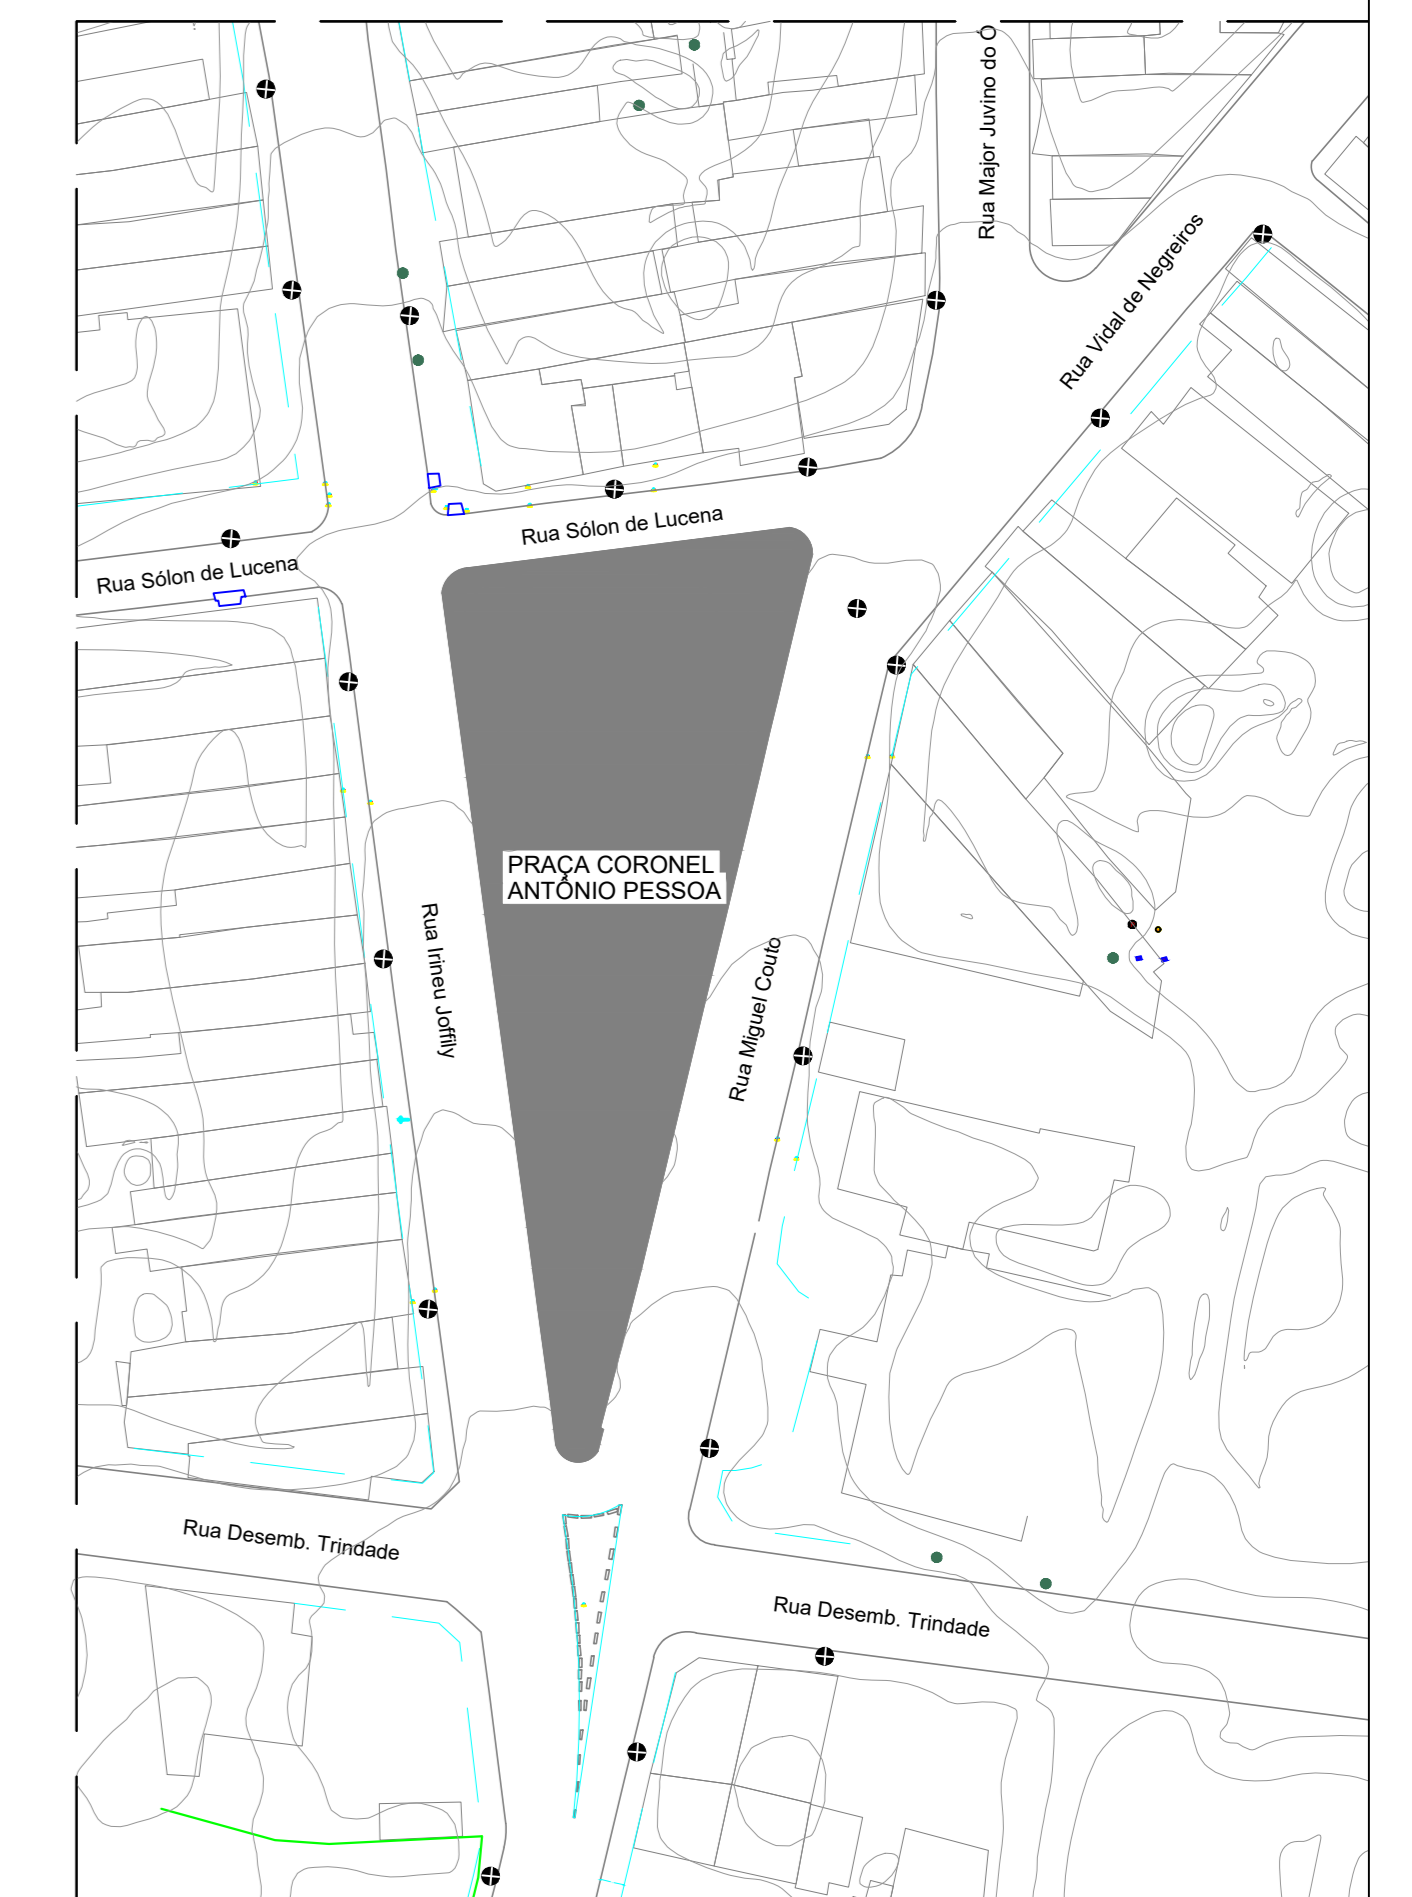 Rua Major Juvino do Ó
Rua Vidal de Negreiros
Rua Sólon de Lucena
Rua Sólon de Lucena
PRAÇA CORONEL
ANTÔNIO PESSOA
Rua Irineu Joffily
Rua Miguel Couto
Rua Desemb. Trindade
Rua Desemb. Trindade